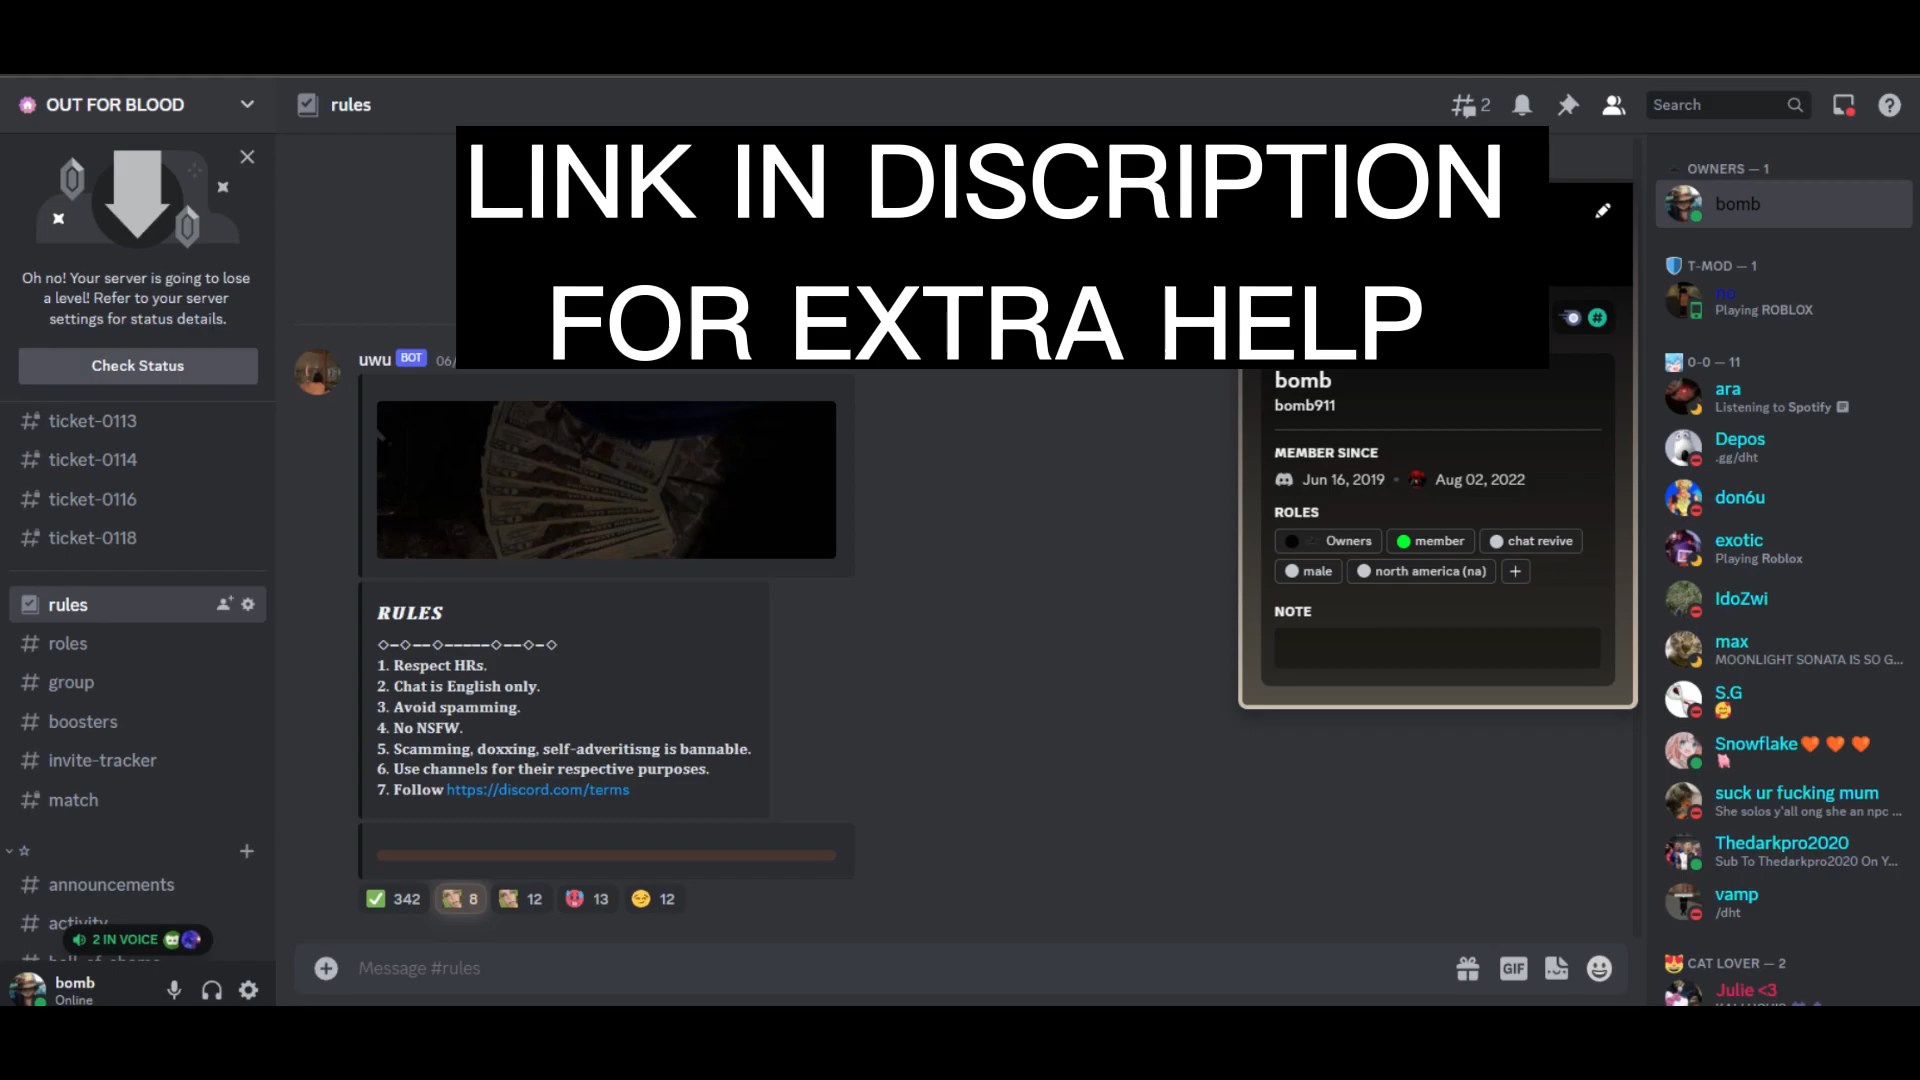 OUT FOR BLOOD
rules
2
Search
LINK IN DISCRIPTION
FOR EXTRA HELP
Oh no! Your server is going to lose
a level! Refer to your server
settings for status details.
Check Status
ticket-0113
ticket-0114
ticket-0116
ticket-0118
rules
roles
group
boosters
invite-tracker
match
announcements
activity
2 IN VOICE
bomb
Online
uwu BOT 06/
RULES
1. Respect HRs.
2. Chat is English only.
3. Avoid spamming.
4. No NSFW.
5. Scamming, doxxing, self-adveritisng is bannable.
6. Use channels for their respective purposes.
7. Follow https://discord.com/terms
342 8 12 13 12
Message #rules
GIF
bomb
bomb911
MEMBER SINCE
Jun 16, 2019 Aug 02, 2022
ROLES
Owners member chat revive
male north america (na) +
NOTE
OWNERS — 1
bomb
T-MOD — 1
no
Playing ROBLOX
0-0 — 11
ara
Listening to Spotify
Depos
.gg/dht
don6u
exotic
Playing Roblox
IdoZwi
max
MOONLIGHT SONATA IS SO G...
S.G
Snowflake
suck ur fucking mum
She solos y'all ong she an npc ...
Thedarkpro2020
Sub To Thedarkpro2020 On Y...
vamp
/dht
CAT LOVER — 2
Julie <3